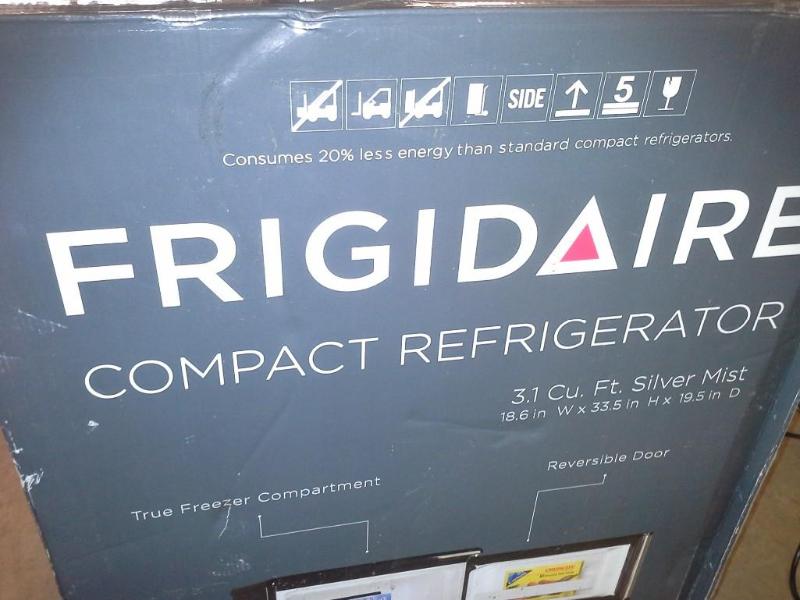 SIDE 5
Consumes 20% less energy than standard compact refrigerators.
FRIGIDAIRE
COMPACT REFRIGERATOR
3.1 Cu. Ft. Silver Mist
18.6 in W x 33.5 in H x 19.5 in D
Reversible Door
True Freezer Compartment